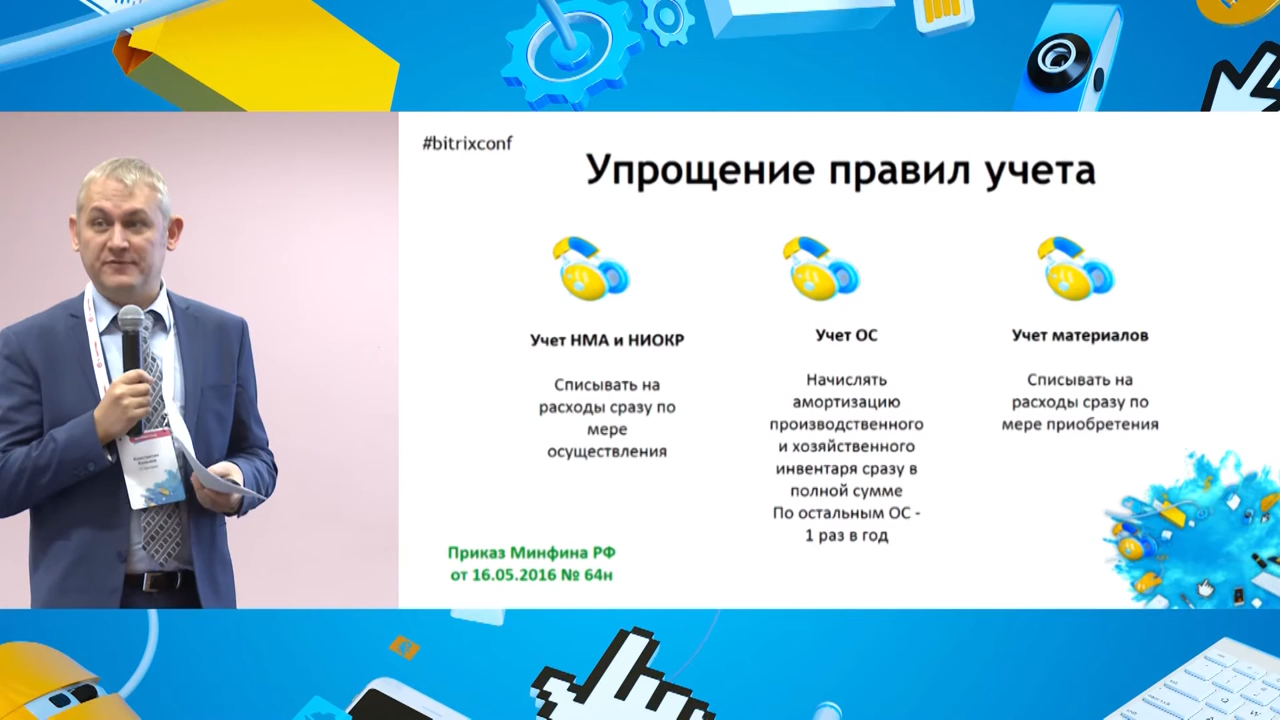 #bitrixconf
Упрощение правил учета
Учет НМА и НИОКР
Списывать на
расходы сразу по
мере
осуществления
Учет ОС
Начислять
амортизацию
производственного
и хозяйственного
инвентаря сразу в
полной сумме
По остальным ОС -
1 раз в год
Учет материалов
Списывать на
расходы сразу по
мере приобретения
Приказ Минфина РФ
от 16.05.2016 № 64н